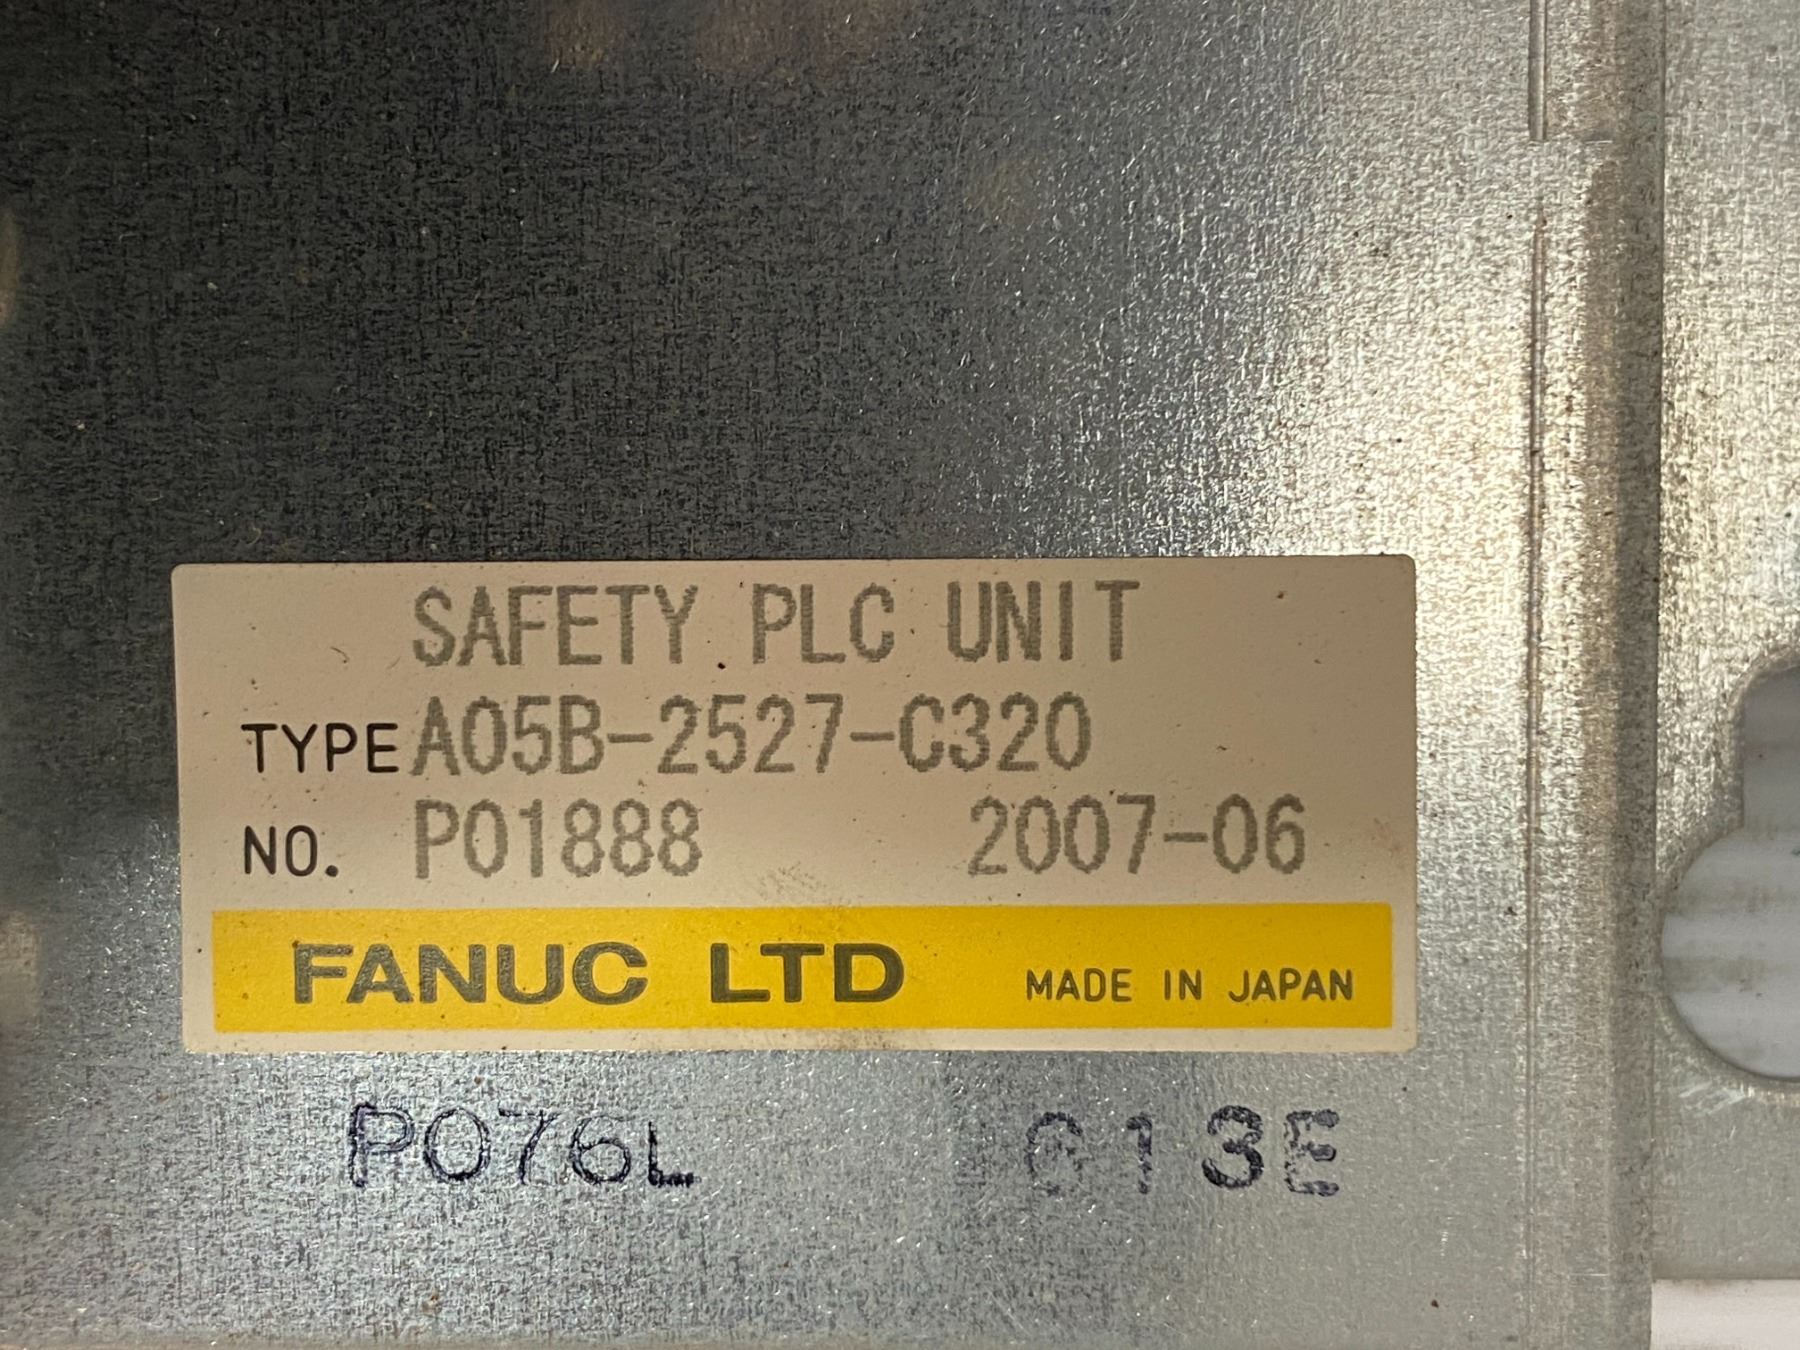 SAFETY PLC UNIT
TYPE A05B-2527-C320
NO. P01888 2007-06
FANUC LTD MADE IN JAPAN
P076L